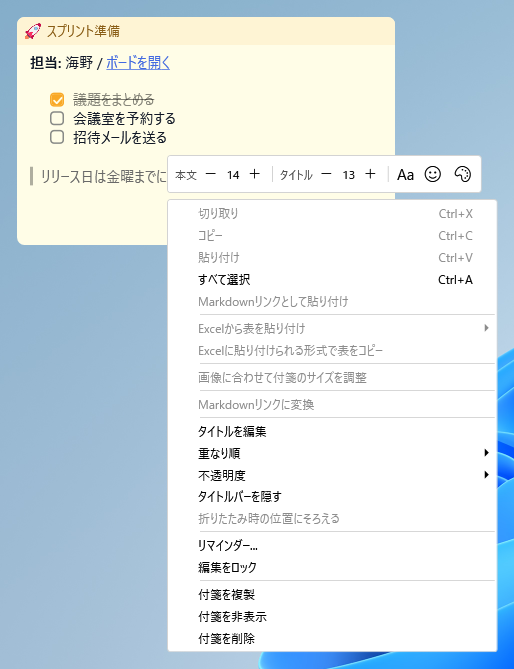 スプリント準備
担当: 海野 / ボードを開く
議題をまとめる
会議室を予約する
招待メールを送る
リリース日は金曜までに
本文 − 14 + タイトル − 13 + Aa
切り取り Ctrl+X
コピー Ctrl+C
貼り付け Ctrl+V
すべて選択 Ctrl+A
Markdownリンクとして貼り付け
Excelから表を貼り付け
Excelに貼り付けられる形式で表をコピー
画像に合わせて付箋のサイズを調整
Markdownリンクに変換
タイトルを編集
重なり順
不透明度
タイトルバーを隠す
折りたたみ時の位置にそろえる
リマインダー...
編集をロック
付箋を複製
付箋を非表示
付箋を削除